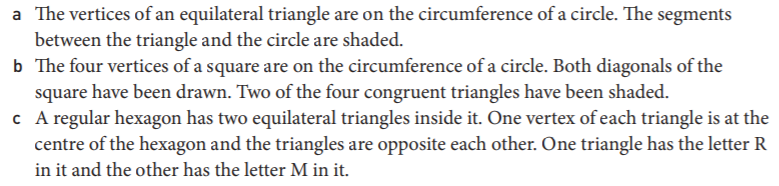 a The vertices of an equilateral triangle are on the circumference of a circle. The segments
between the triangle and the circle are shaded.
b The four vertices of a square are on the circumference of a circle. Both diagonals of the
square have been drawn. Two of the four congruent triangles have been shaded.
c A regular hexagon has two equilateral triangles inside it. One vertex of each triangle is at the
centre of the hexagon and the triangles are opposite each other. One triangle has the letter R
in it and the other has the letter M in it.